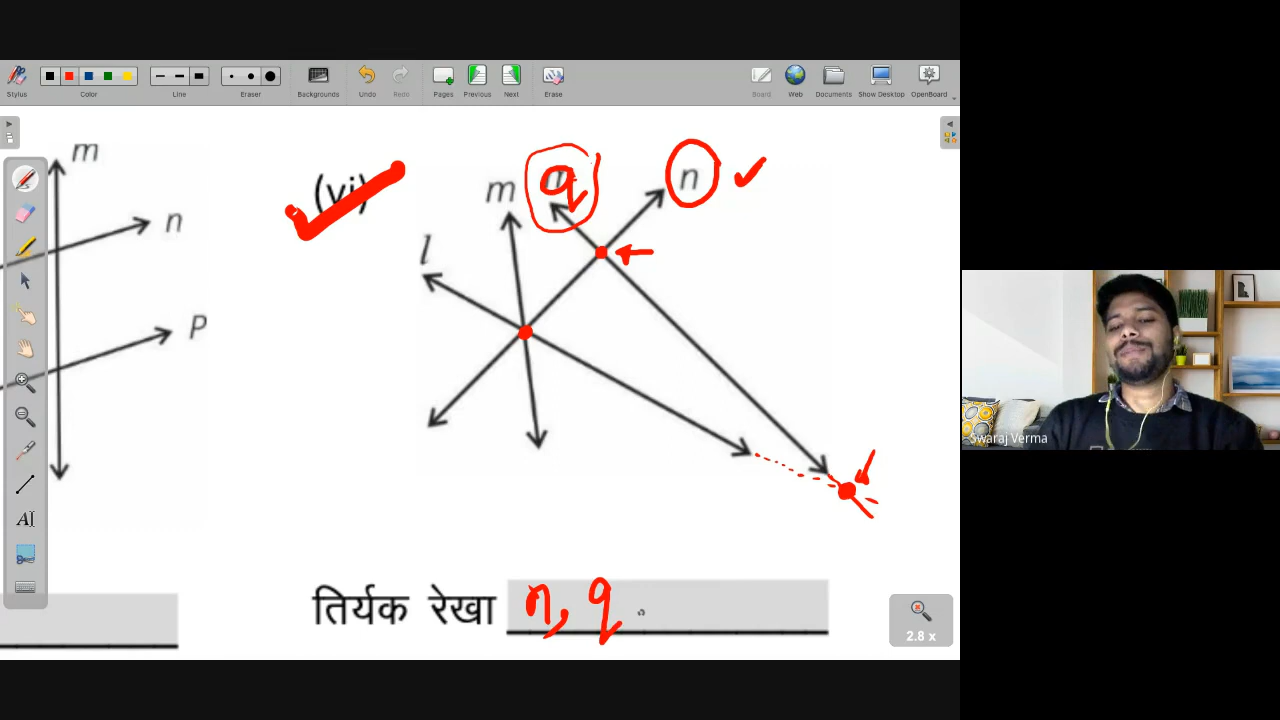 Stylus
Color
Line
Eraser
Backgrounds
Undo
Redo
Pages
Previous
Next
Erase
Board
Web
Documents
Show Desktop
OpenBoard
m
n
P
(vi)
l
m
q
n
तिर्यक रेखा n, q
2.8 x
Swaraj Verma